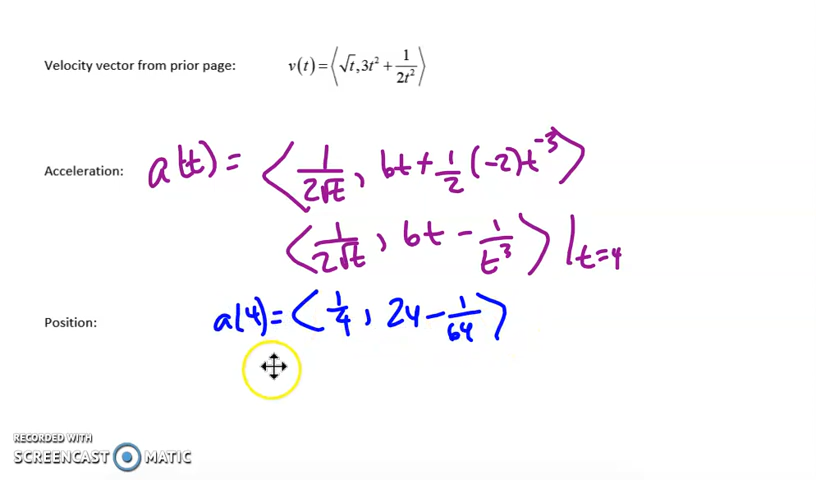 Velocity vector from prior page: v(t) = ⟨√t, 3t² + 1/(2t²)⟩
Acceleration: a(t) = ⟨1/(2√t), 6t + 1/2 (-2)t⁻³⟩
⟨1/(2√t), 6t - 1/t³⟩|t=4
Position: a(4) = ⟨1/4, 24 - 1/64⟩
RECORDED WITH
SCREENCAST MATIC